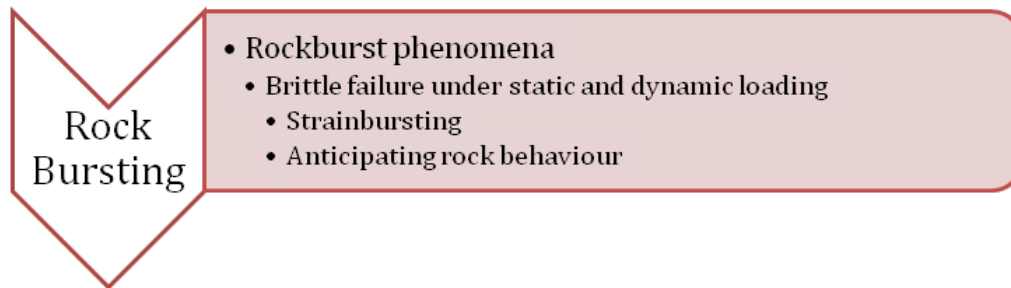 Rock
Bursting
• Rockburst phenomena
• Brittle failure under static and dynamic loading
• Strainbursting
• Anticipating rock behaviour